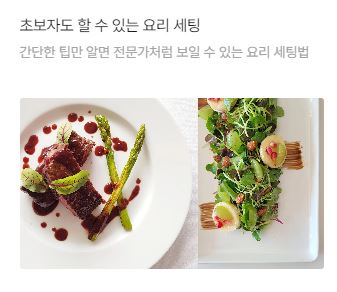 초보자도 할 수 있는 요리 세팅
간단한 팁만 알면 전문가처럼 보일 수 있는 요리 세팅법